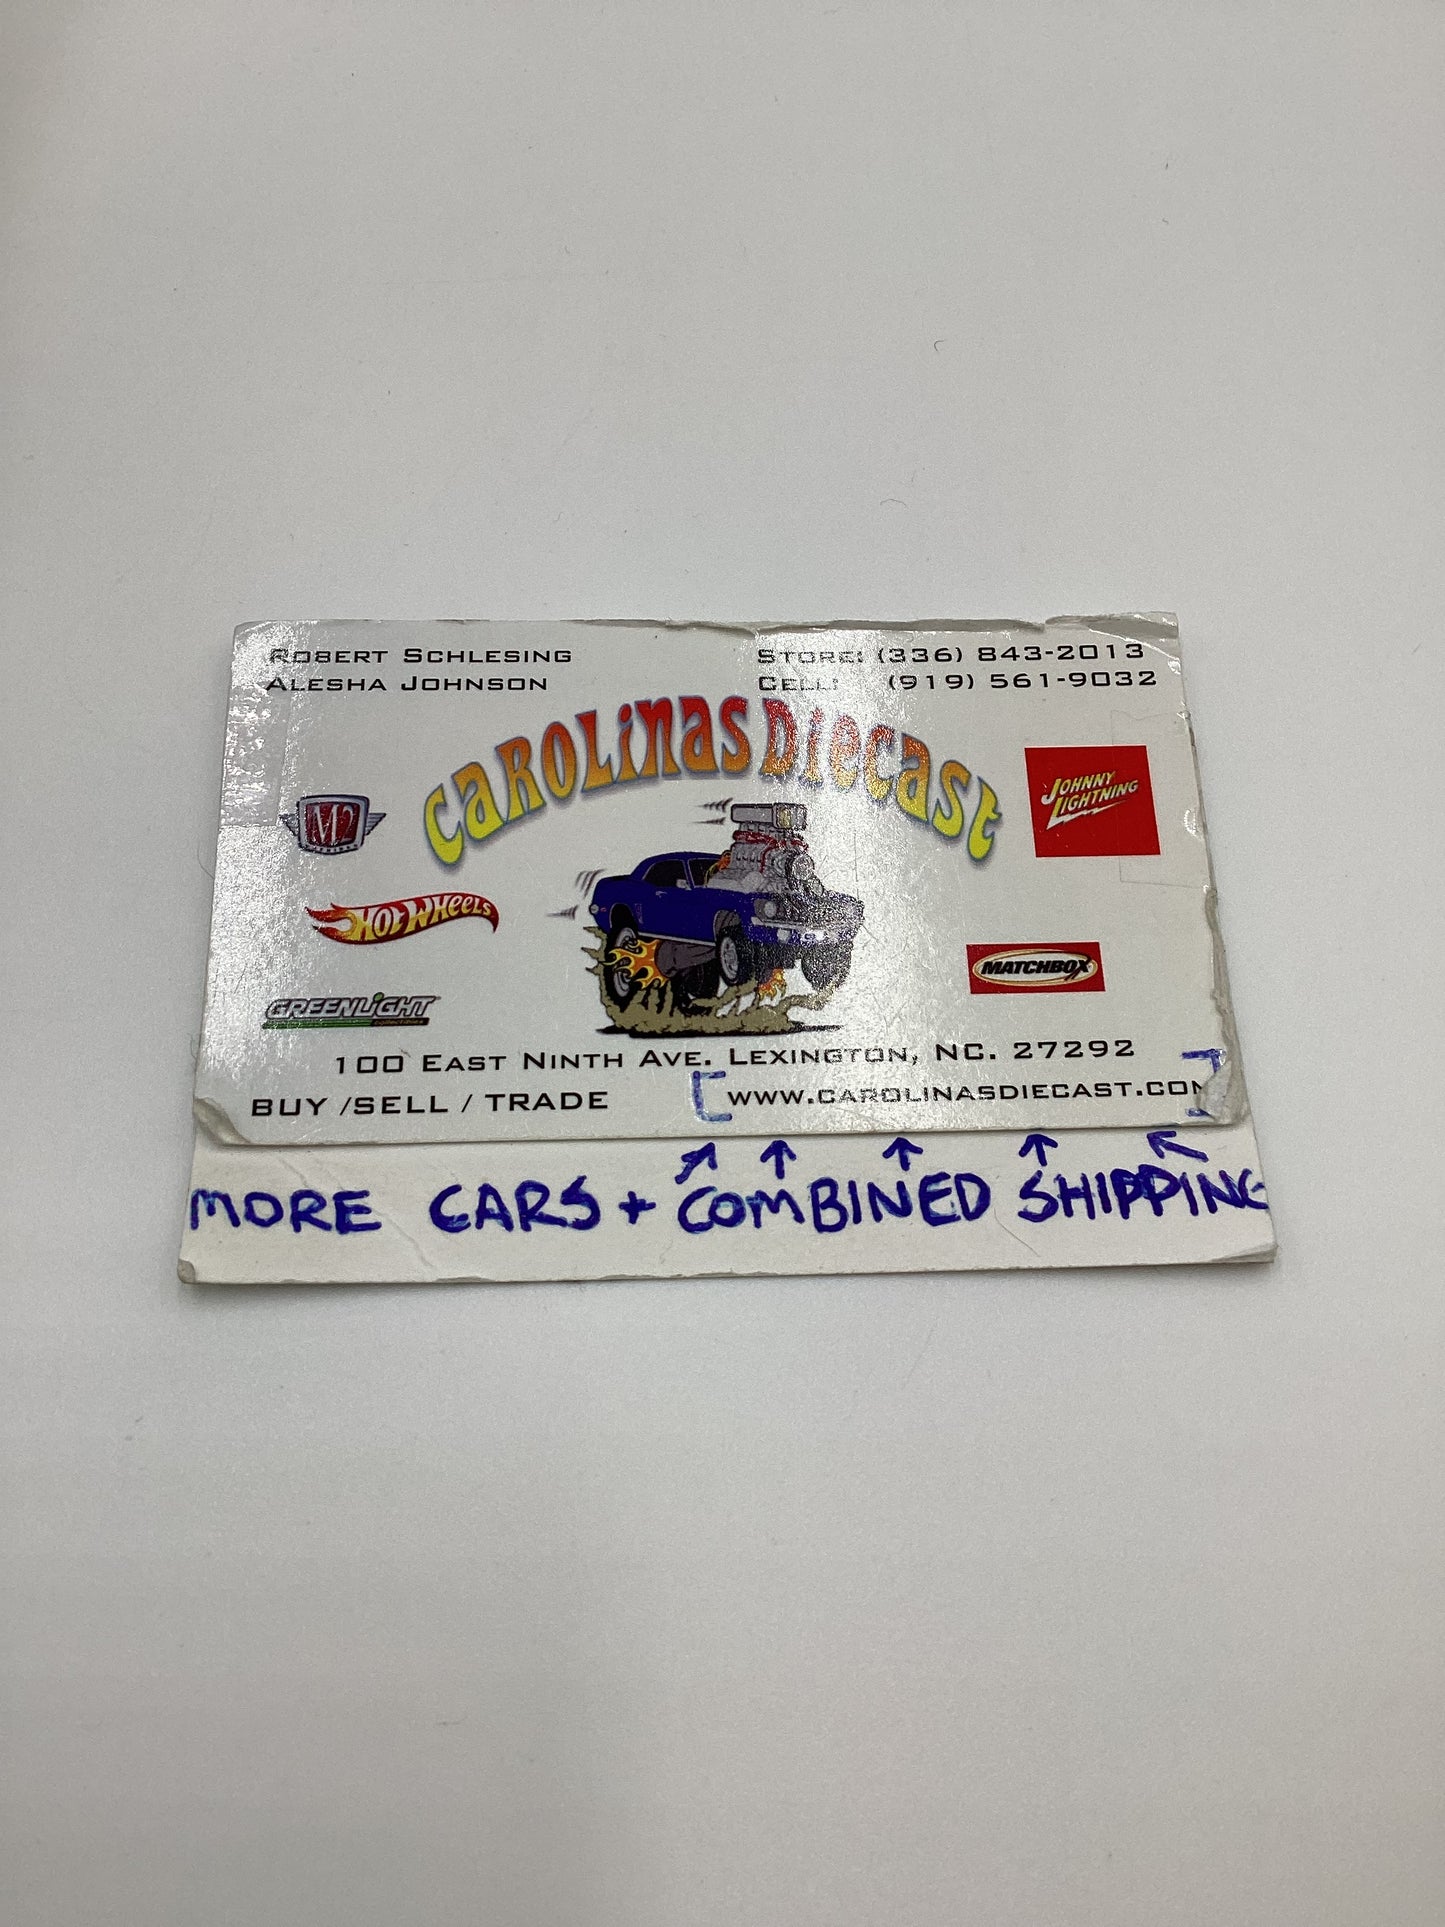 Robert Schlesing
Alesha Johnson
Store: (336) 843-2013
Cell: (919) 561-9032
Carolinas Diecast
M2
Johnny Lightning
Hot Wheels
Matchbox
Greenlight
collectibles
100 East Ninth Ave. Lexington, NC. 27292
BUY /SELL / TRADE
www.carolinasdiecast.com
MORE CARS + COMBINED SHIPPING